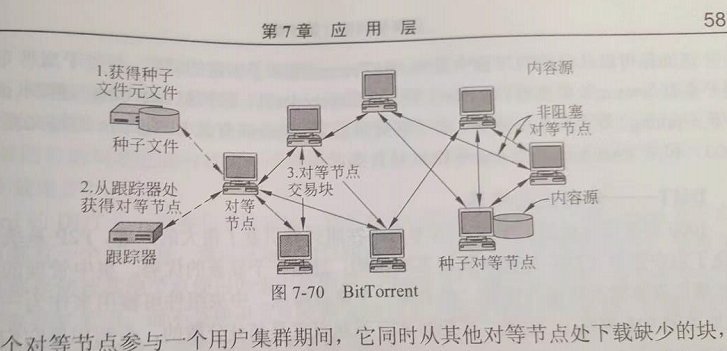 第7章 应 用 层
58
1.获得种子
文件元文件
种子文件
2.从跟踪器处
获得对等节点
跟踪器
对等
节点
3.对等节点
交易块
内容源
非阻塞
对等节点
内容源
种子对等节点
图 7-70 BitTorrent
个对等节点参与一个用户集群期间，它同时从其他对等节点处下载缺少的块，